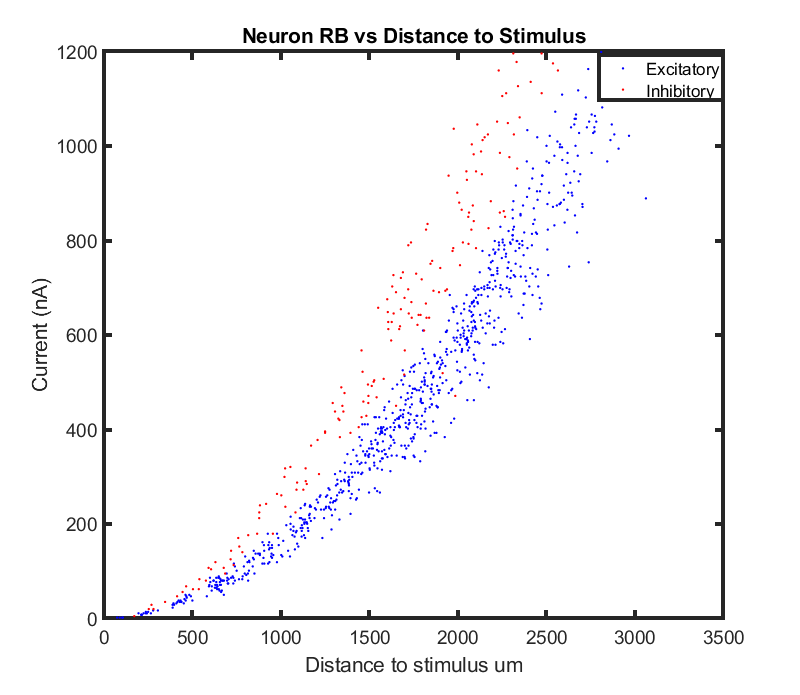 Neuron RB vs Distance to Stimulus
Excitatory
Inhibitory
1200
1000
800
600
400
200
0
Current (nA)
0 500 1000 1500 2000 2500 3000 3500
Distance to stimulus um